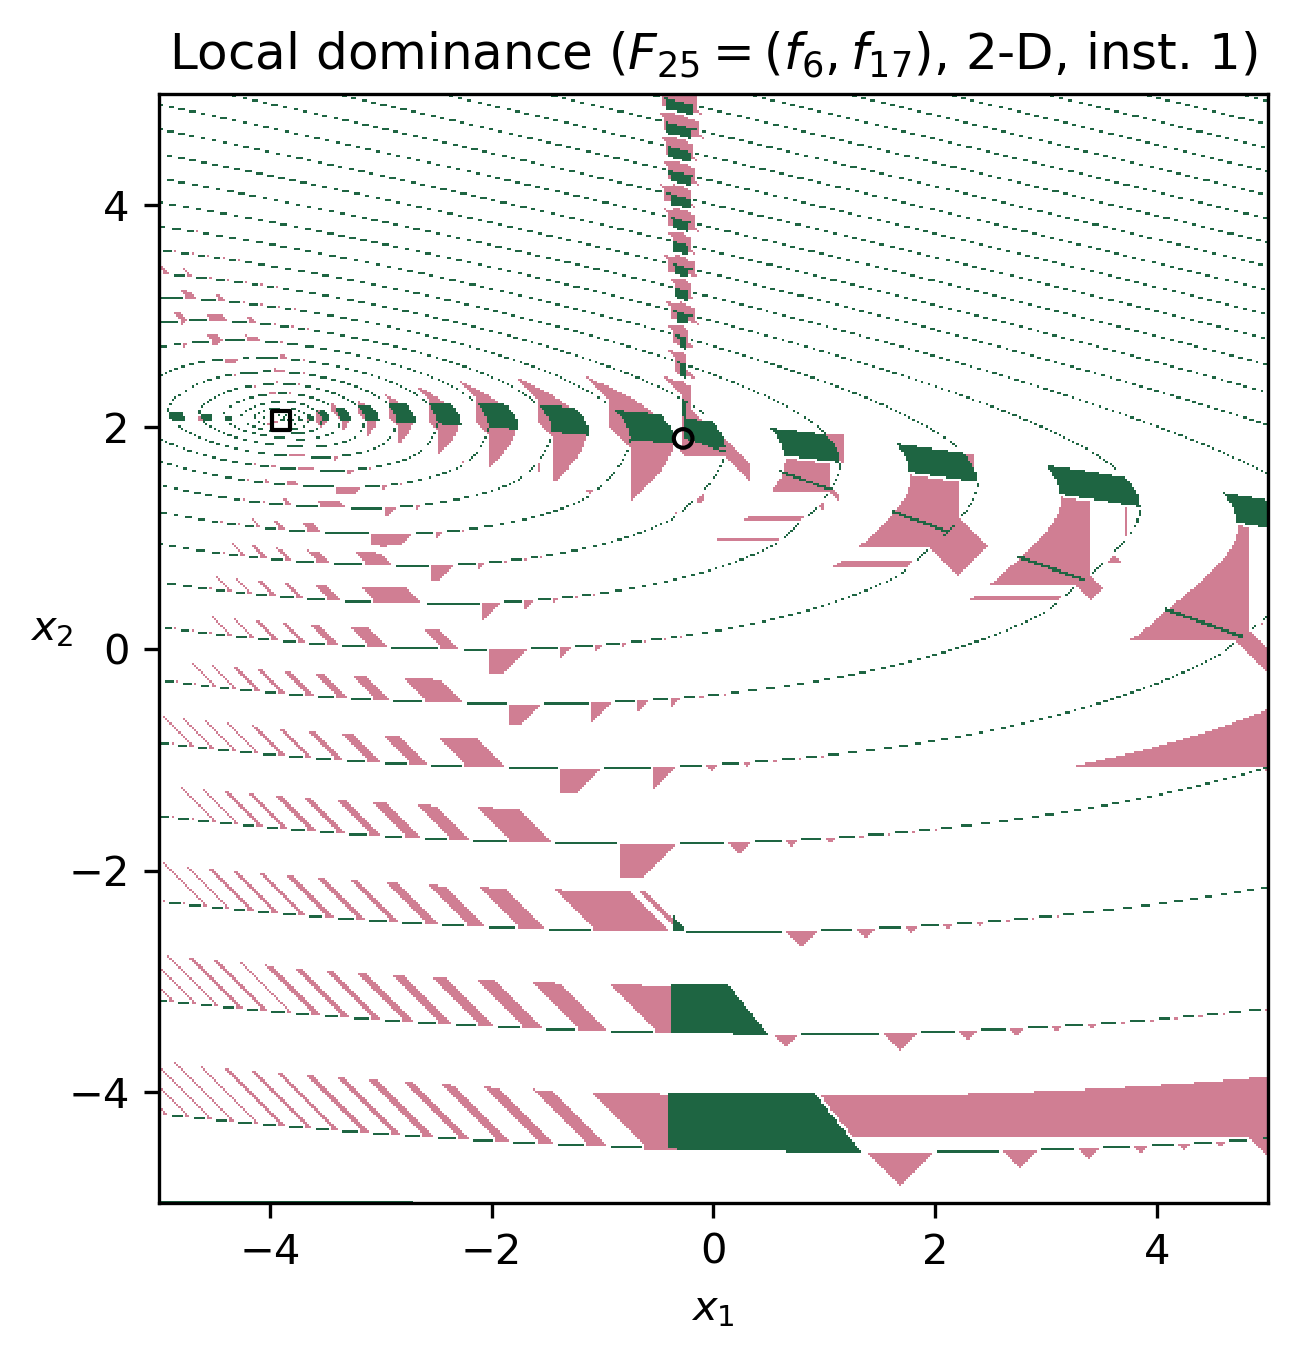 Local dominance (F₂₅ = (f₆, f₁₇), 2-D, inst. 1)
4
2
0
−2
−4
x₂
−4 −2 0 2 4
x₁